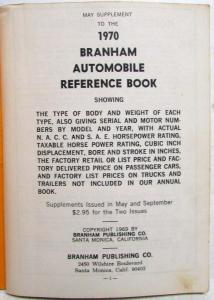 MAY SUPPLEMENT
TO THE
1970
BRANHAM
AUTOMOBILE
REFERENCE BOOK
SHOWING
THE TYPE OF BODY AND WEIGHT OF EACH
TYPE, ALSO GIVING SERIAL AND MOTOR NUM-
BERS BY MODEL AND YEAR, WITH ACTUAL
N. A. C. C. AND S. A. E. HORSEPOWER RATING,
TAXABLE HORSE POWER RATING, CUBIC INCH
DISPLACEMENT, BORE AND STROKE IN INCHES,
THE FACTORY RETAIL OR LIST PRICE AND FAC-
TORY DELIVERED PRICE ON PASSENGER CARS,
AND FACTORY LIST PRICES ON TRUCKS AND
TRAILERS NOT INCLUDED IN OUR ANNUAL
BOOK.
Supplements Issued in May and September
$2.95 for the Two Issues
COPYRIGHT 1969 BY
BRANHAM PUBLISHING CO.
SANTA MONICA, CALIFORNIA
BRANHAM PUBLISHING CO.
2450 Wilshire Boulevard
Santa Monica, Calif. 90403
—1—